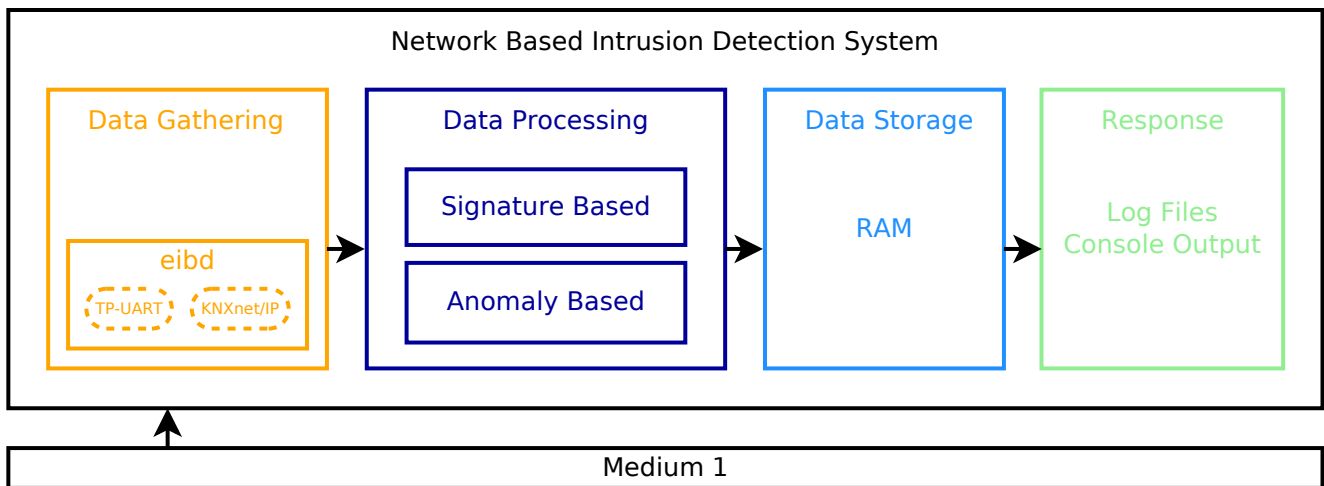 Network Based Intrusion Detection System
Data Gathering
eibd
TP-UART
KNXnet/IP
Data Processing
Signature Based
Anomaly Based
Data Storage
RAM
Response
Log Files
Console Output
Medium 1